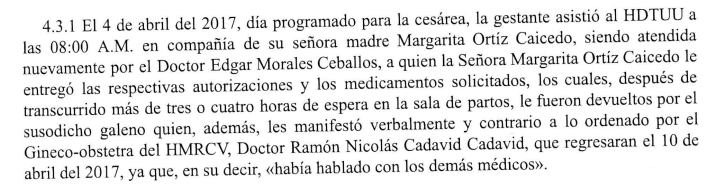 4.3.1 El 4 de abril del 2017, día programado para la cesárea, la gestante asistió al HDTUU a
las 08:00 A.M. en compañía de su señora madre Margarita Ortíz Caicedo, siendo atendida
nuevamente por el Doctor Edgar Morales Ceballos, a quien la Señora Margarita Ortíz Caicedo le
entregó las respectivas autorizaciones y los medicamentos solicitados, los cuales, después de
transcurrido más de tres o cuatro horas de espera en la sala de partos, le fueron devueltos por el
susodicho galeno quien, además, les manifestó verbalmente y contrario a lo ordenado por el
Gineco-obstetra del HMRCV, Doctor Ramón Nicolás Cadavid Cadavid, que regresaran el 10 de
abril del 2017, ya que, en su decir, «había hablado con los demás médicos».